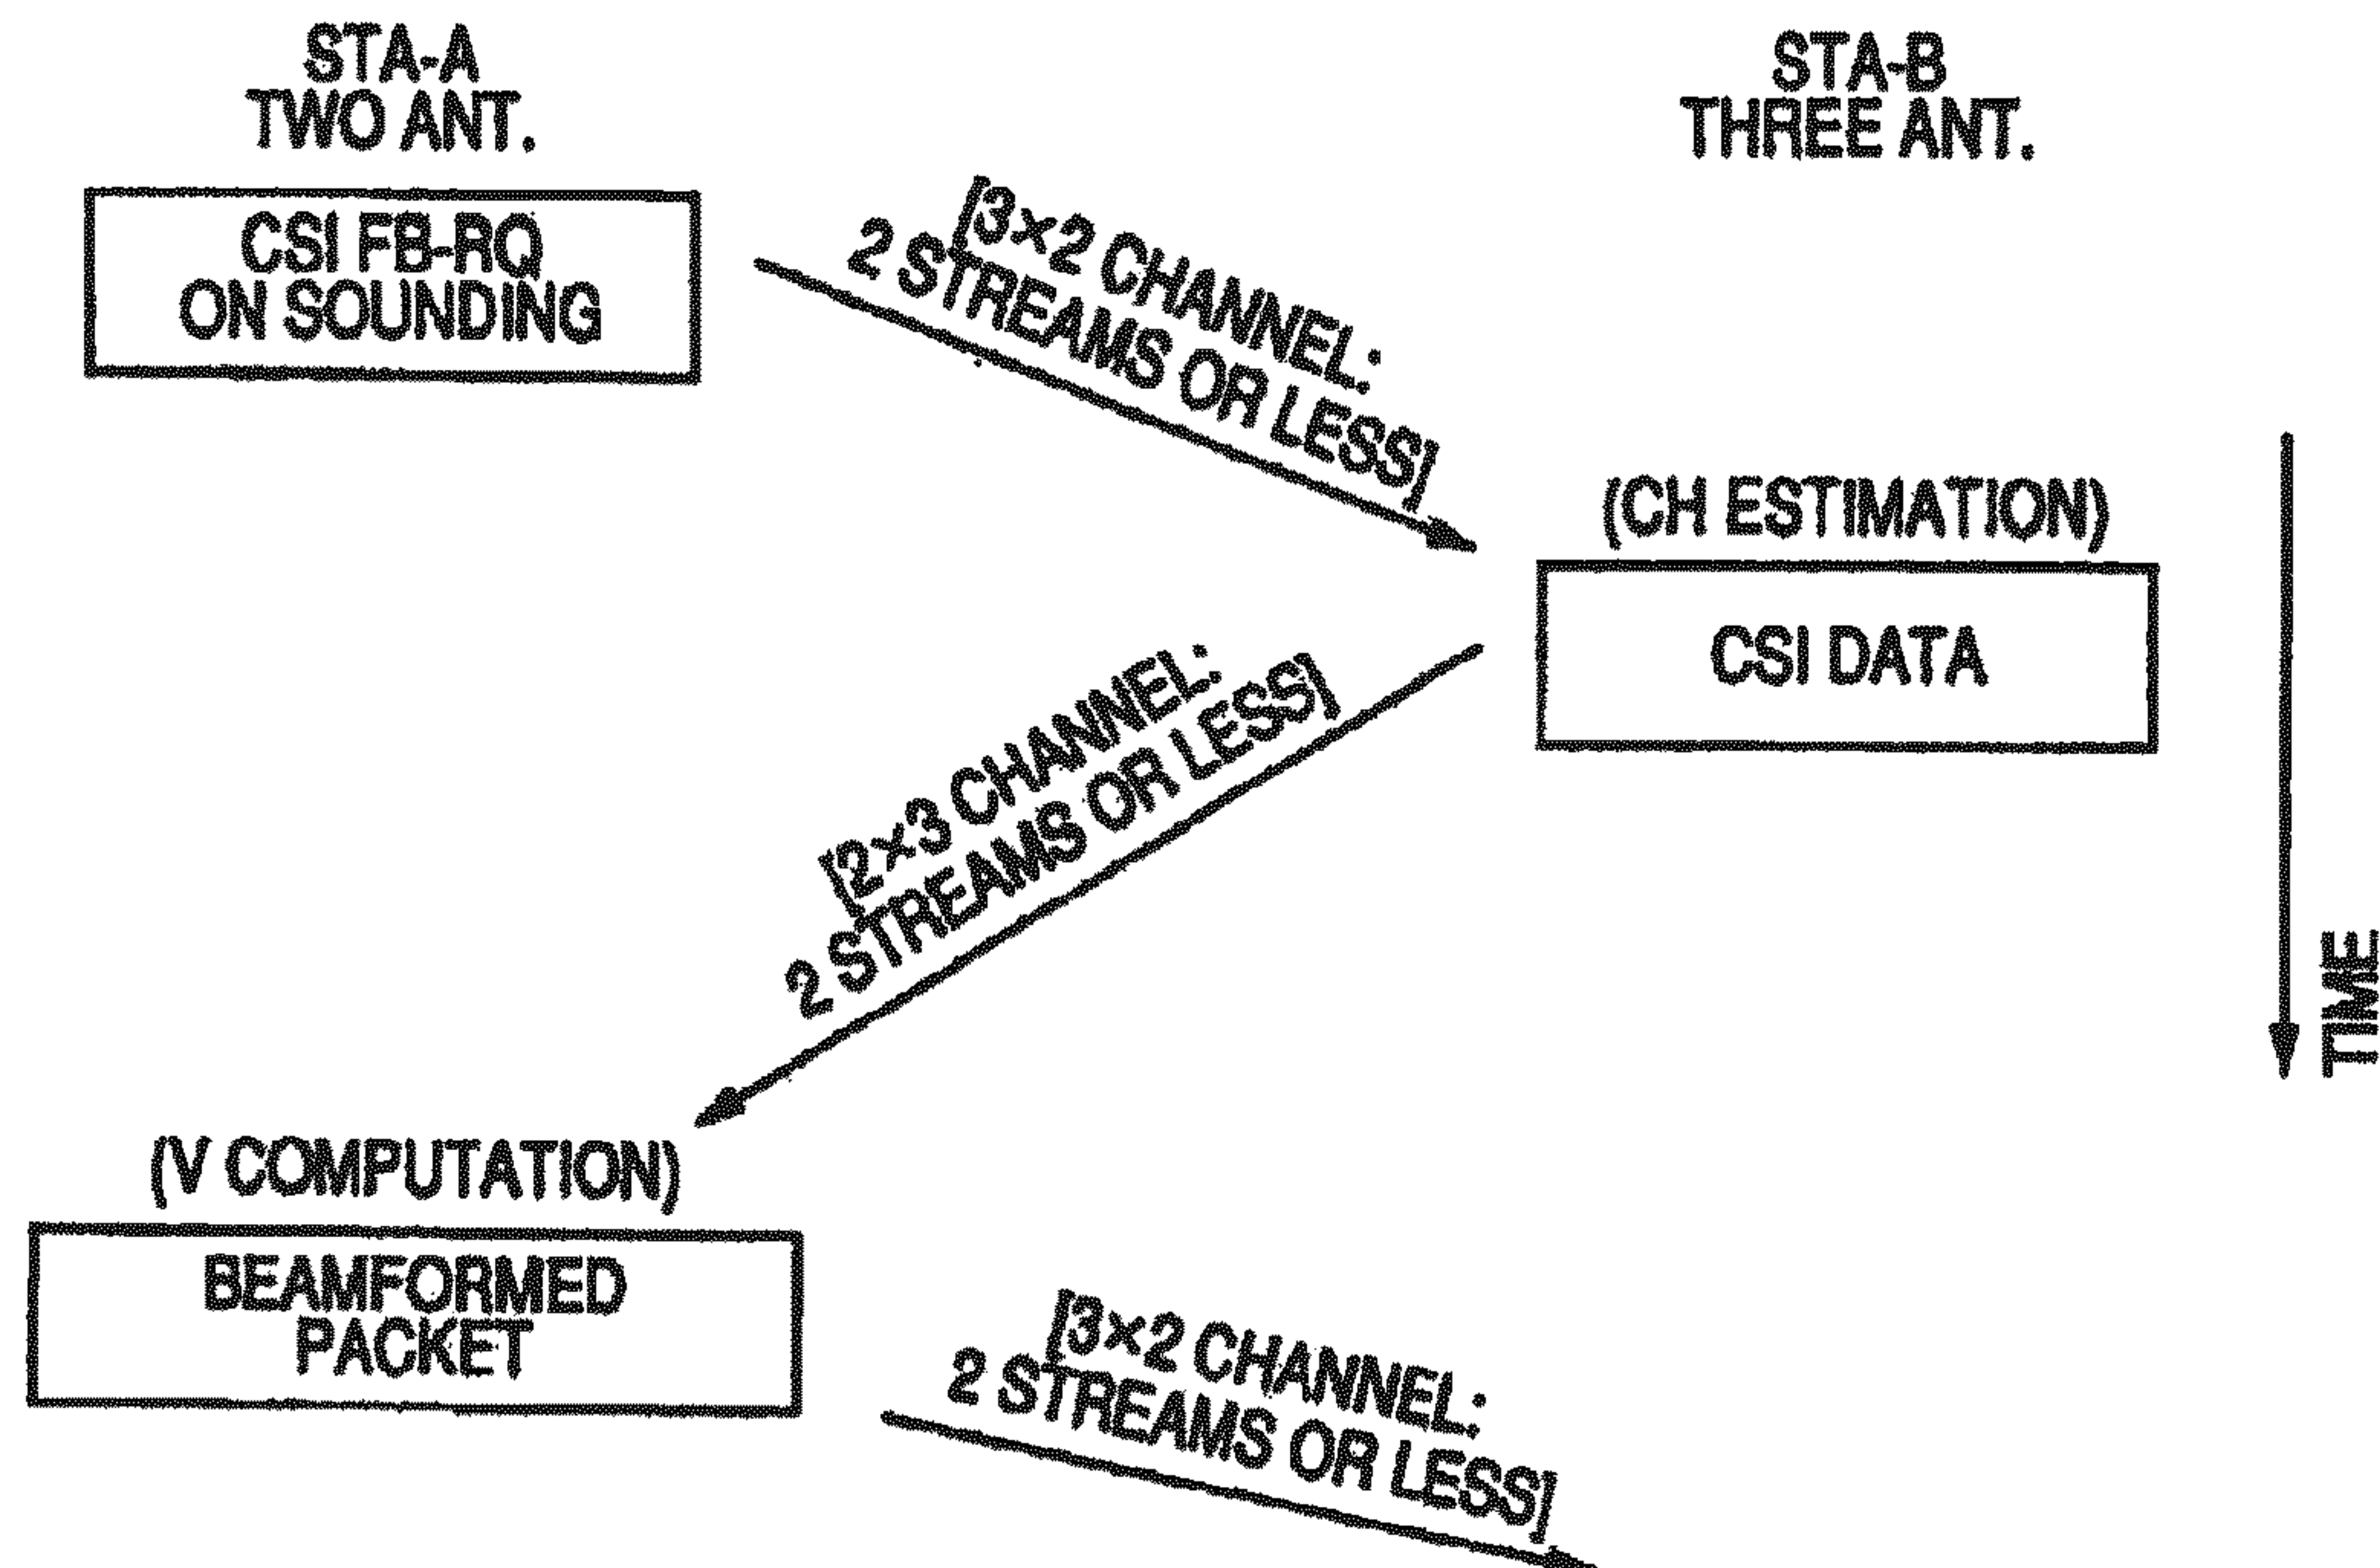 STA-A
TWO ANT.
STA-B
THREE ANT.
CSI FB-RQ
ON SOUNDING
[3×2 CHANNEL:
2 STREAMS OR LESS]
(CH ESTIMATION)
CSI DATA
[2×3 CHANNEL:
2 STREAMS OR LESS]
TIME
(V COMPUTATION)
BEAMFORMED
PACKET
[3×2 CHANNEL:
2 STREAMS OR LESS]